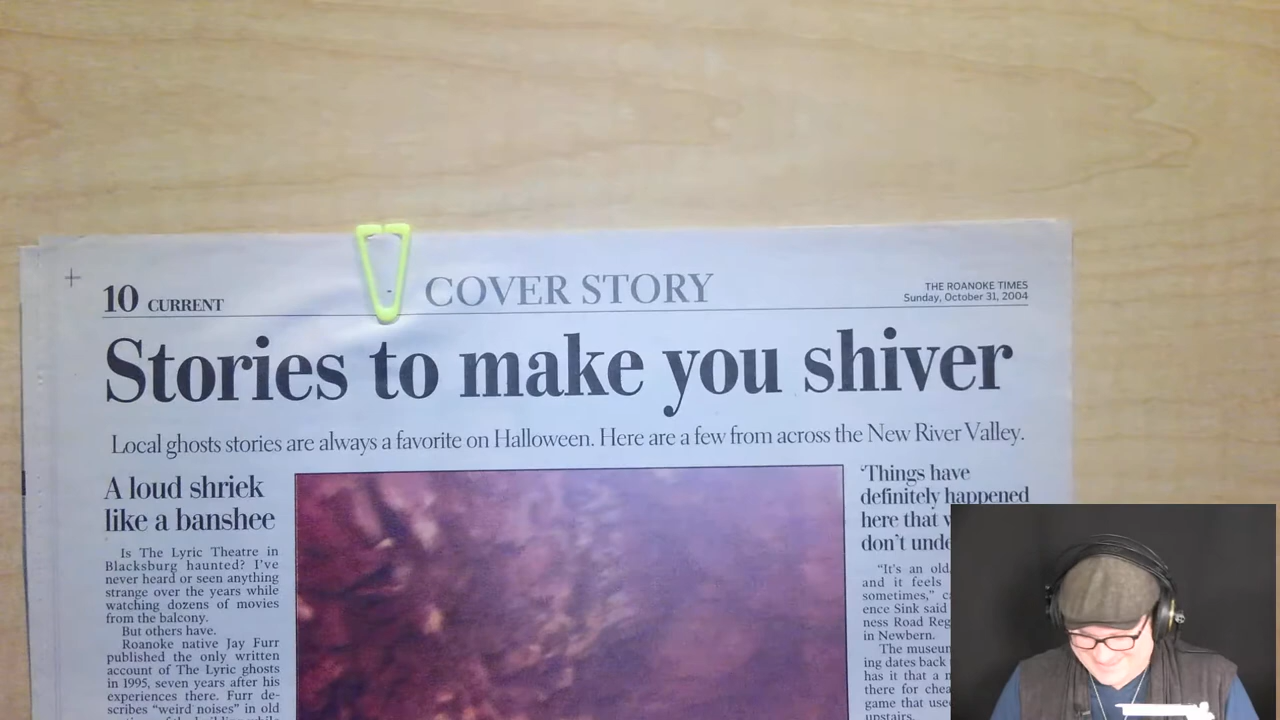 10 CURRENT
COVER STORY
THE ROANOKE TIMES
Sunday, October 31, 2004
Stories to make you shiver
Local ghosts stories are always a favorite on Halloween. Here are a few from across the New River Valley.
A loud shriek
like a banshee
Is The Lyric Theatre in
Blacksburg haunted? I've
never heard or seen anything
strange over the years while
watching dozens of movies
from the balcony.
But others have.
Roanoke native Jay Furr
published the only written
account of The Lyric ghosts
in 1995, seven years after his
experiences there. Furr de-
scribes “weird noises” in old
‘Things have
definitely happened
here that
don't
“It's an old
and it feels
sometimes,”
ence Sink said
ness Road
in Newbern.
The museum
ing dates back
has it that a
there for
game that
upstairs.